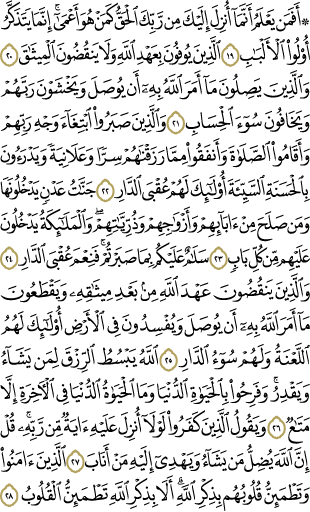 ۞أَفَمَن يَعْلَمُ أَنَّمَآ أُنزِلَ إِلَيْكَ مِن رَّبِّكَ ٱلْحَقُّ كَمَنْ هُوَ أَعْمَىٰٓۚ إِنَّمَا يَتَذَكَّرُ
أُو۟لُوا۟ ٱلْأَلْبَٰبِ ١٩ ٱلَّذِينَ يُوفُونَ بِعَهْدِ ٱللَّهِ وَلَا يَنقُضُونَ ٱلْمِيثَٰقَ ٢٠
وَٱلَّذِينَ يَصِلُونَ مَآ أَمَرَ ٱللَّهُ بِهِۦٓ أَن يُوصَلَ وَيَخْشَوْنَ رَبَّهُمْ
وَيَخَافُونَ سُوٓءَ ٱلْحِسَابِ ٢١ وَٱلَّذِينَ صَبَرُوا۟ ٱبْتِغَآءَ وَجْهِ رَبِّهِمْ
وَأَقَامُوا۟ ٱلصَّلَوٰةَ وَأَنفَقُوا۟ مِمَّا رَزَقْنَٰهُمْ سِرًّا وَعَلَانِيَةً وَيَدْرَءُونَ
بِٱلْحَسَنَةِ ٱلسَّيِّئَةَ أُو۟لَٰٓئِكَ لَهُمْ عُقْبَى ٱلدَّارِ ٢٢ جَنَّٰتُ عَدْنٍ يَدْخُلُونَهَا
وَمَن صَلَحَ مِنْ ءَابَآئِهِمْ وَأَزْوَٰجِهِمْ وَذُرِّيَّٰتِهِمْۖ وَٱلْمَلَٰٓئِكَةُ يَدْخُلُونَ
عَلَيْهِم مِّن كُلِّ بَابٍ ٢٣ سَلَٰمٌ عَلَيْكُم بِمَا صَبَرْتُمْۚ فَنِعْمَ عُقْبَى ٱلدَّارِ ٢٤
وَٱلَّذِينَ يَنقُضُونَ عَهْدَ ٱللَّهِ مِنۢ بَعْدِ مِيثَٰقِهِۦ وَيَقْطَعُونَ
مَآ أَمَرَ ٱللَّهُ بِهِۦٓ أَن يُوصَلَ وَيُفْسِدُونَ فِى ٱلْأَرْضِۙ أُو۟لَٰٓئِكَ لَهُمُ
ٱللَّعْنَةُ وَلَهُمْ سُوٓءُ ٱلدَّارِ ٢٥ ٱللَّهُ يَبْسُطُ ٱلرِّزْقَ لِمَن يَشَآءُ
وَيَقْدِرُۚ وَفَرِحُوا۟ بِٱلْحَيَوٰةِ ٱلدُّنْيَا وَمَا ٱلْحَيَوٰةُ ٱلدُّنْيَا فِى ٱلْءَاخِرَةِ إِلَّا
مَتَٰعٌ ٢٦ وَيَقُولُ ٱلَّذِينَ كَفَرُوا۟ لَوْلَآ أُنزِلَ عَلَيْهِ ءَايَةٌ مِّن رَّبِّهِۦۗ قُلْ
إِنَّ ٱللَّهَ يُضِلُّ مَن يَشَآءُ وَيَهْدِىٓ إِلَيْهِ مَنْ أَنَابَ ٢٧ ٱلَّذِينَ ءَامَنُوا۟
وَتَطْمَئِنُّ قُلُوبُهُم بِذِكْرِ ٱللَّهِۗ أَلَا بِذِكْرِ ٱللَّهِ تَطْمَئِنُّ ٱلْقُلُوبُ ٢٨